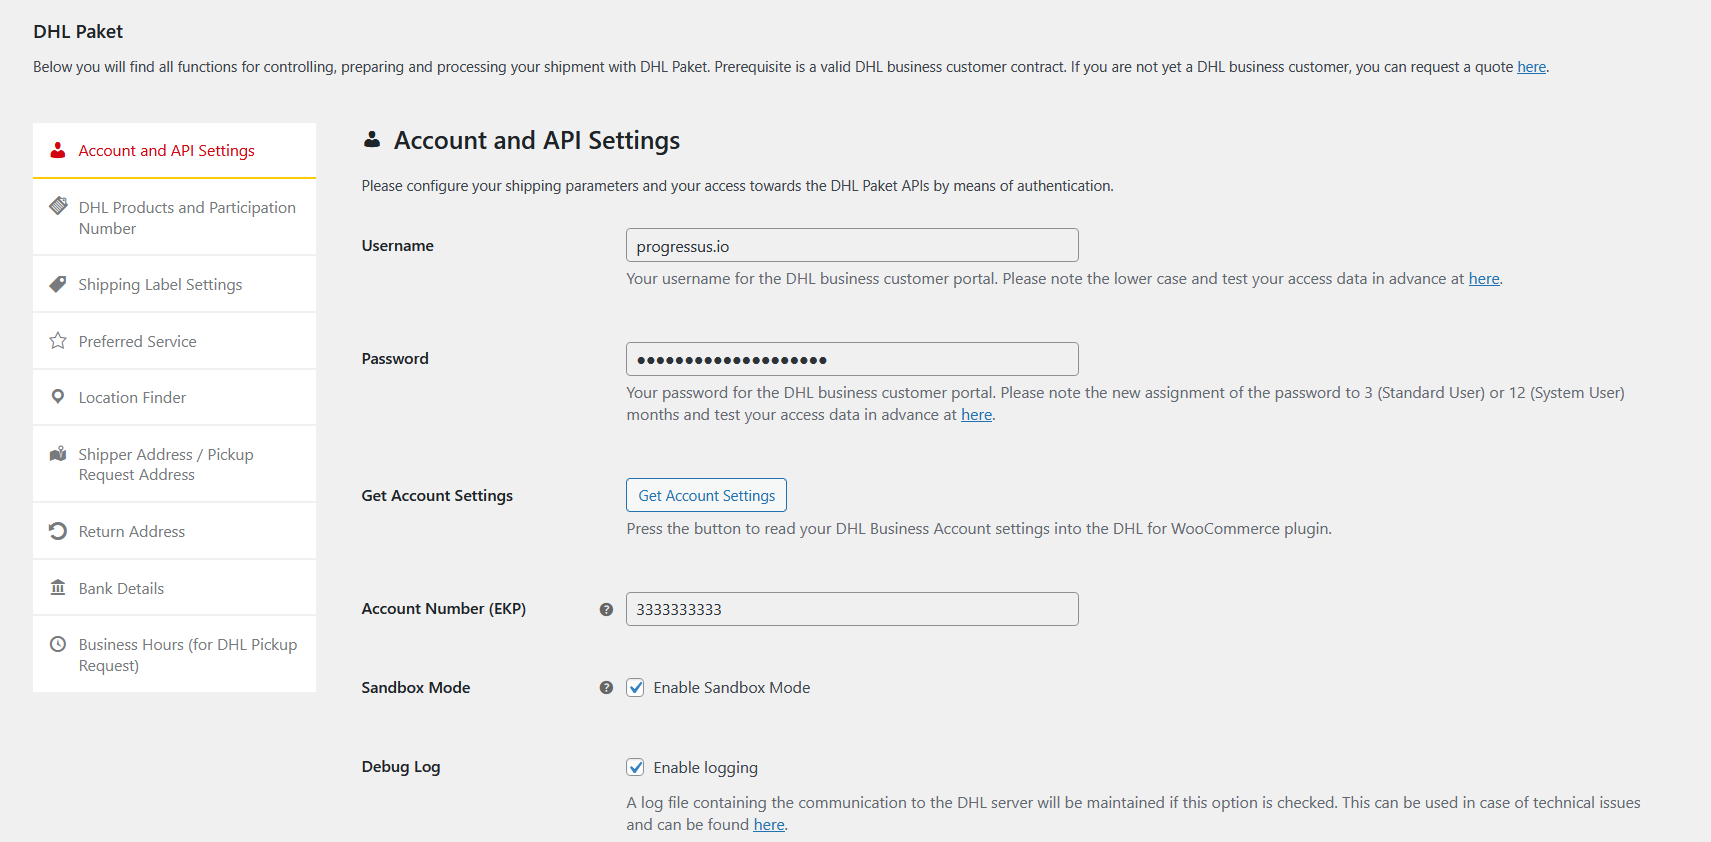 DHL Paket
Below you will find all functions for controlling, preparing and processing your shipment with DHL Paket. Prerequisite is a valid DHL business customer contract. If you are not yet a DHL business customer, you can request a quote here.
Account and API Settings
DHL Products and Participation
Number
Shipping Label Settings
Preferred Service
Location Finder
Shipper Address / Pickup
Request Address
Return Address
Bank Details
Business Hours (for DHL Pickup
Request)
Account and API Settings
Please configure your shipping parameters and your access towards the DHL Paket APIs by means of authentication.
Username
progressus.io
Your username for the DHL business customer portal. Please note the lower case and test your access data in advance at here.
Password
••••••••••••••••••••
Your password for the DHL business customer portal. Please note the new assignment of the password to 3 (Standard User) or 12 (System User)
months and test your access data in advance at here.
Get Account Settings
Get Account Settings
Press the button to read your DHL Business Account settings into the DHL for WooCommerce plugin.
Account Number (EKP)
?
3333333333
Sandbox Mode
?
Enable Sandbox Mode
Debug Log
Enable logging
A log file containing the communication to the DHL server will be maintained if this option is checked. This can be used in case of technical issues
and can be found here.